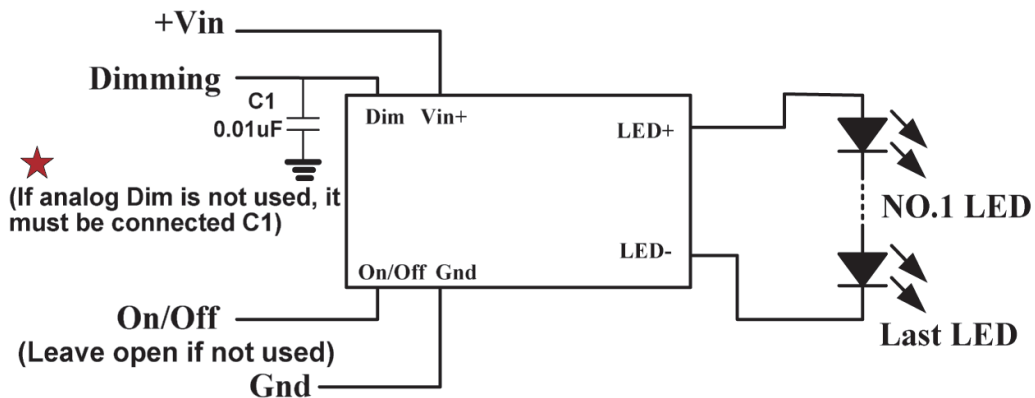 +Vin
Dimming
C1
0.01uF
(If analog Dim is not used, it
must be connected C1)
Dim Vin+
LED+
LED-
On/Off Gnd
On/Off
(Leave open if not used)
Gnd
NO.1 LED
Last LED